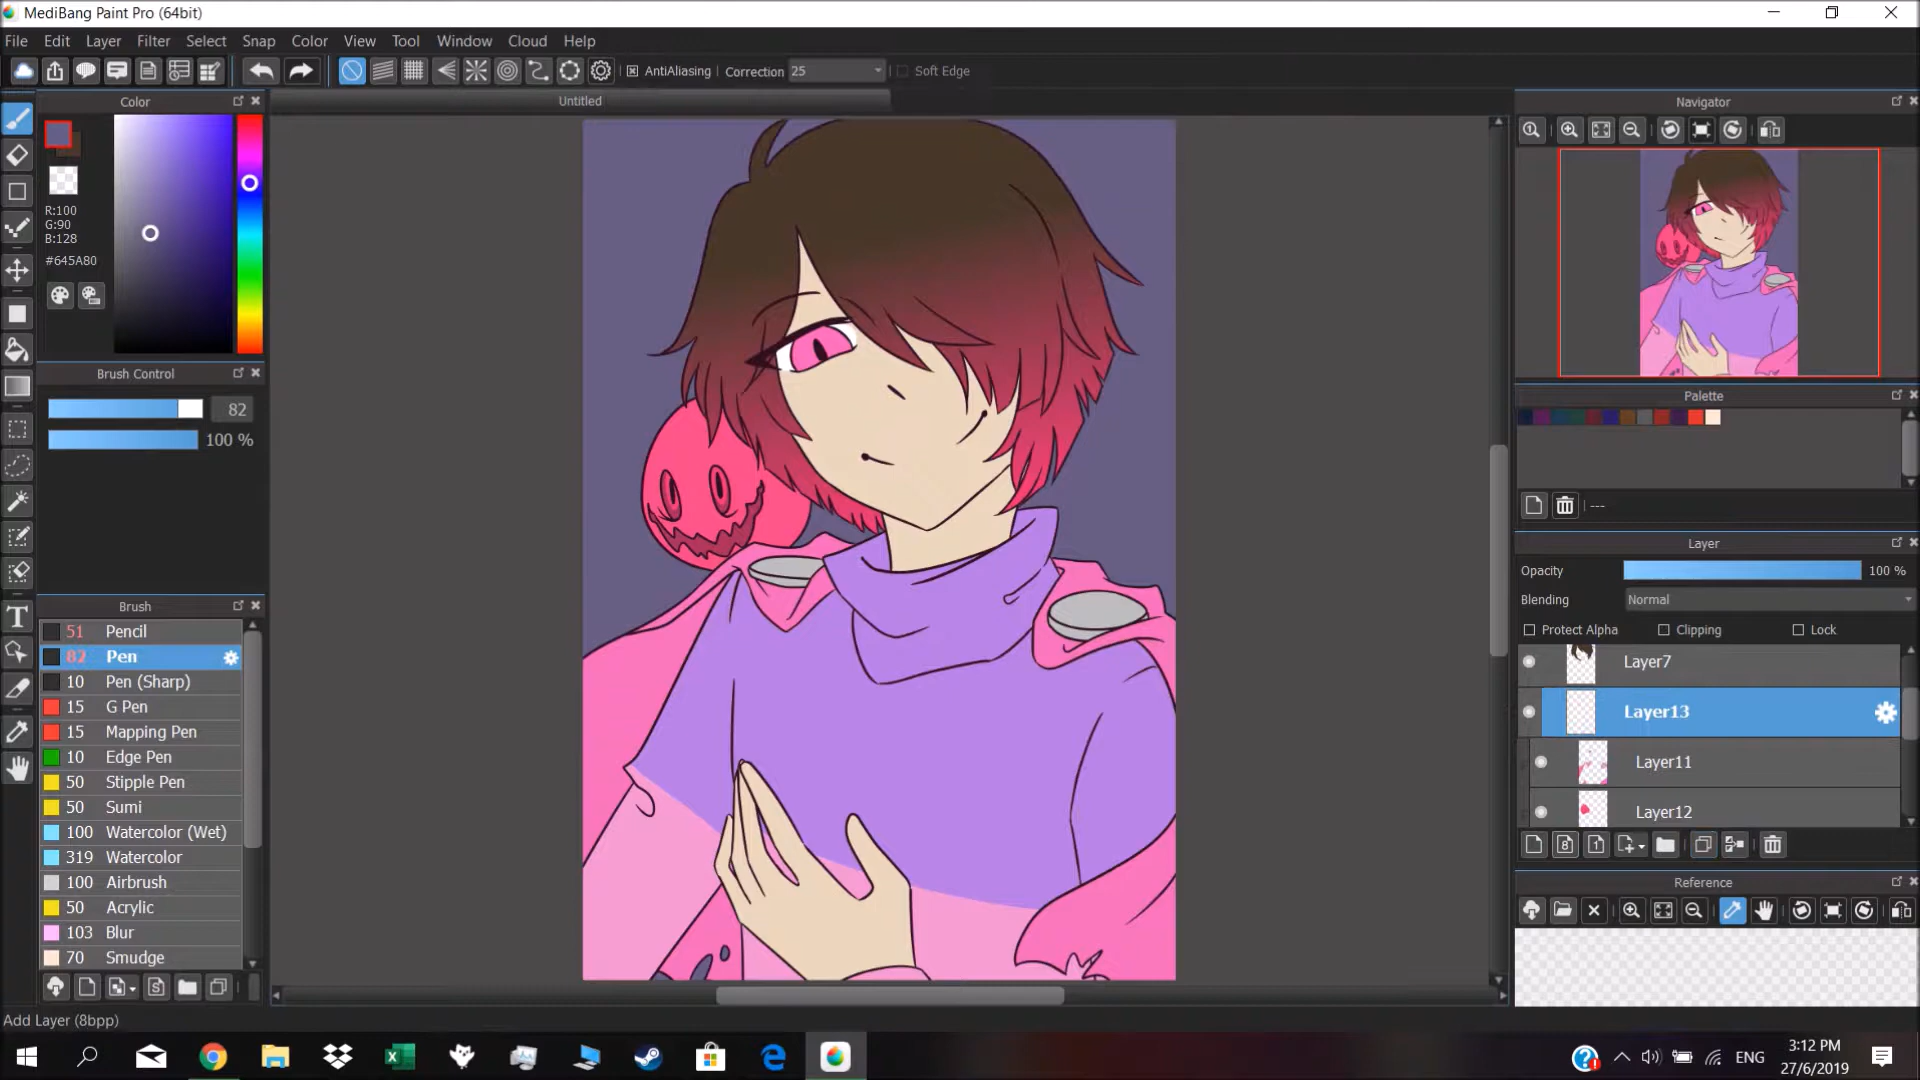 MediBang Paint Pro (64bit)
File Edit Layer Filter Select Snap Color View Tool Window Cloud Help
AntiAliasing Correction 25 Soft Edge
Color
Untitled
Navigator
R:100
G:90
B:128
#645A80
Brush Control
82
100 %
Palette
---
Layer
Opacity 100 %
Blending Normal
Protect Alpha Clipping Lock
Layer7
Layer13
Layer11
Layer12
Brush
51 Pencil
82 Pen
10 Pen (Sharp)
15 G Pen
15 Mapping Pen
10 Edge Pen
50 Stipple Pen
50 Sumi
100 Watercolor (Wet)
319 Watercolor
100 Airbrush
50 Acrylic
103 Blur
70 Smudge
Reference
Add Layer (8bpp)
ENG
3:12 PM
27/6/2019